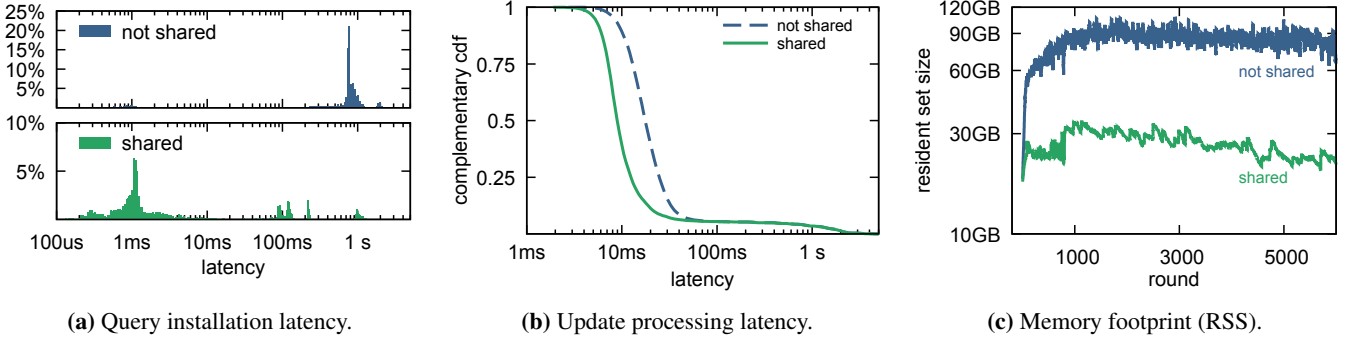 25%
20%
15%
10%
5%
not shared
10%
5%
shared
100us 1ms 10ms 100ms 1 s
latency
(a) Query installation latency.
complementary cdf
1
0.75
0.5
0.25
not shared
shared
1ms 10ms 100ms 1 s
latency
(b) Update processing latency.
resident set size
120GB
90GB
60GB
30GB
10GB
not shared
shared
1000 3000 5000
round
(c) Memory footprint (RSS).